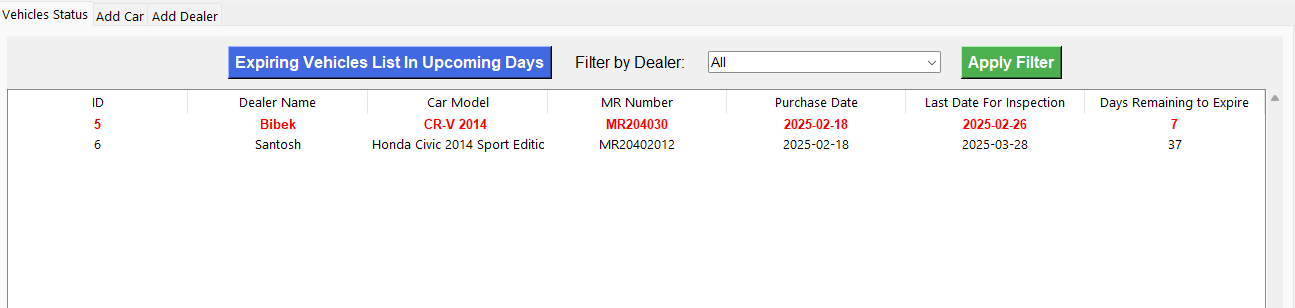 Vehicles Status Add Car Add Dealer
Expiring Vehicles List In Upcoming Days Filter by Dealer: All Apply Filter
ID Dealer Name Car Model MR Number Purchase Date Last Date For Inspection Days Remaining to Expire
5 Bibek CR-V 2014 MR204030 2025-02-18 2025-02-26 7
6 Santosh Honda Civic 2014 Sport Editic MR20402012 2025-02-18 2025-03-28 37